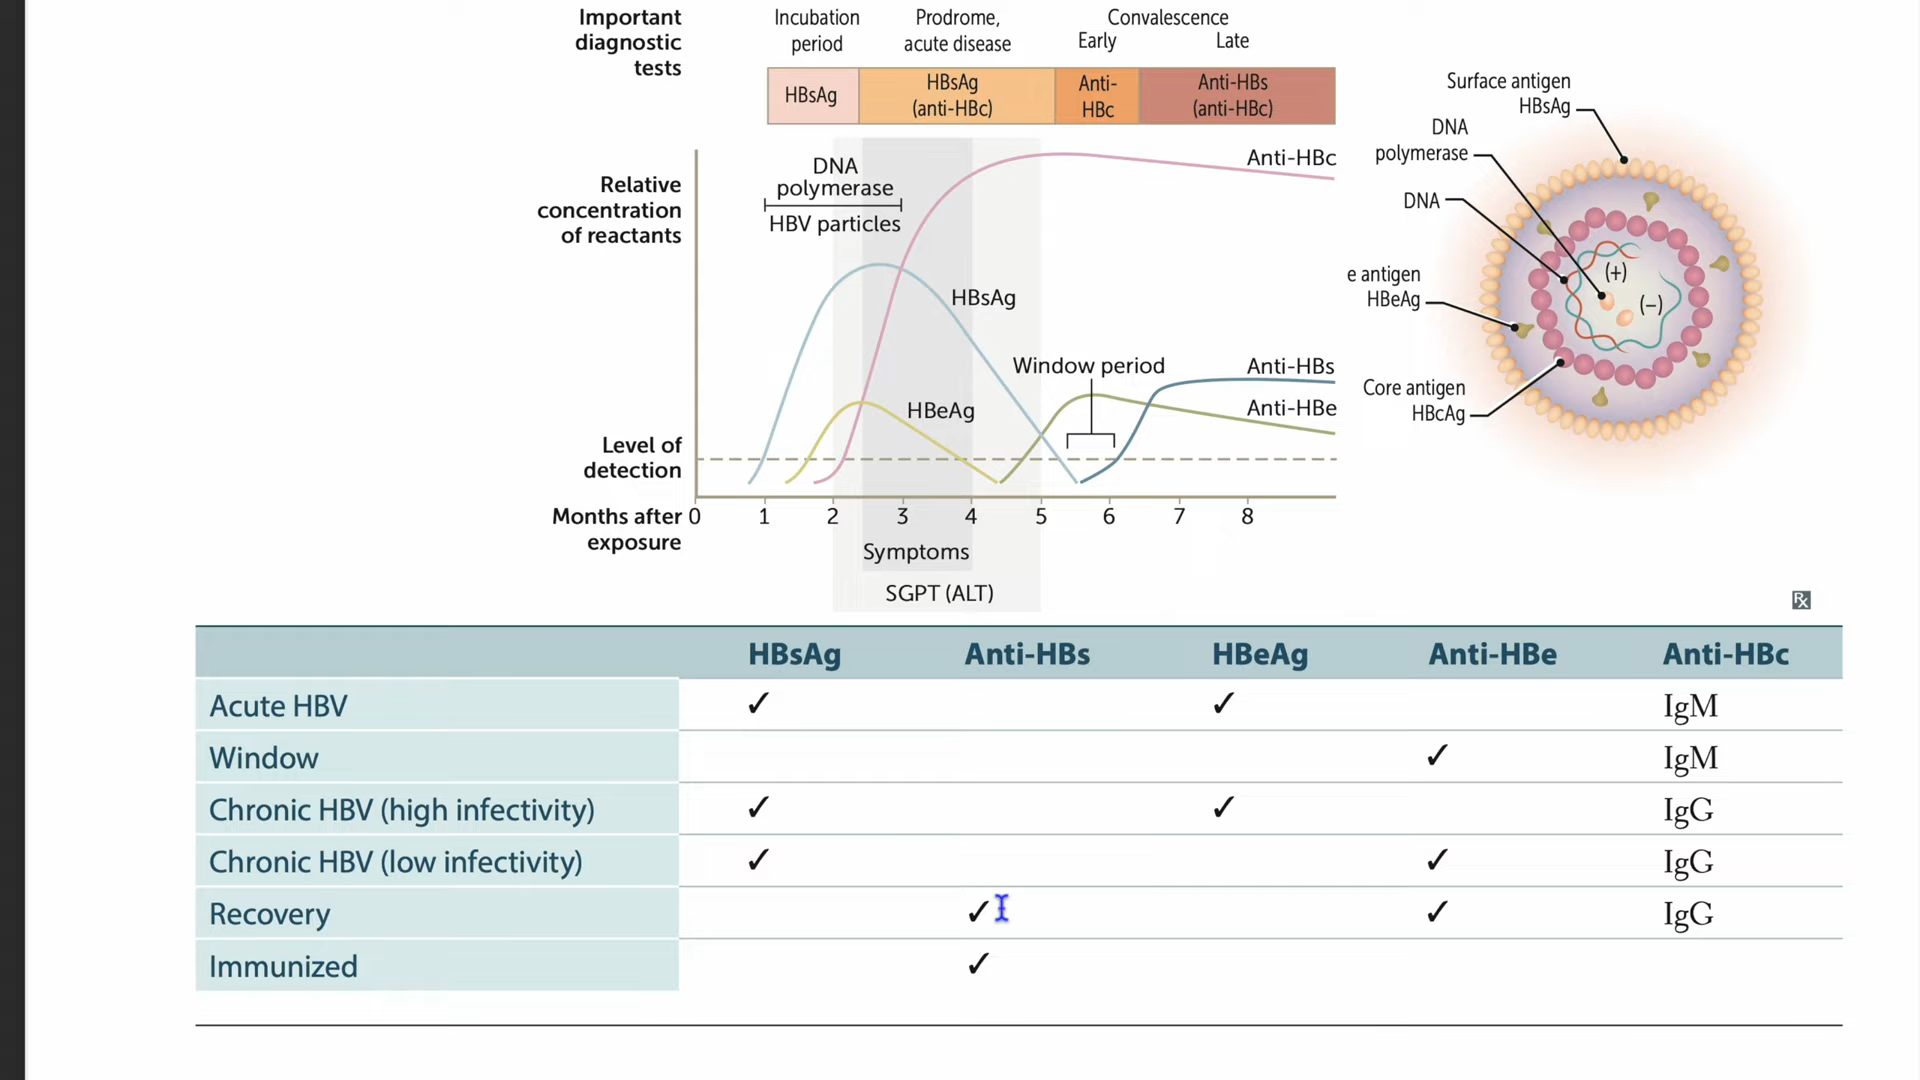 Important
diagnostic
tests
Incubation
period
Prodrome,
acute disease
Convalescence
Early
Late
HBsAg
HBsAg
(anti-HBc)
Anti-
HBc
Anti-HBs
(anti-HBc)
Relative
concentration
of reactants
DNA
polymerase
HBV particles
Anti-HBc
HBsAg
Window period
HBeAg
Anti-HBs
Anti-HBe
Level of
detection
Months after
exposure
0 1 2 3 4 5 6 7 8
Symptoms
SGPT (ALT)
Surface antigen
HBsAg
DNA
polymerase
DNA
(+)
(–)
e antigen
HBeAg
Core antigen
HBcAg
Rx
HBsAg Anti-HBs HBeAg Anti-HBe Anti-HBc
Acute HBV ✓ ✓ IgM
Window ✓ IgM
Chronic HBV (high infectivity) ✓ ✓ IgG
Chronic HBV (low infectivity) ✓ ✓ IgG
Recovery ✓ ✓ IgG
Immunized ✓